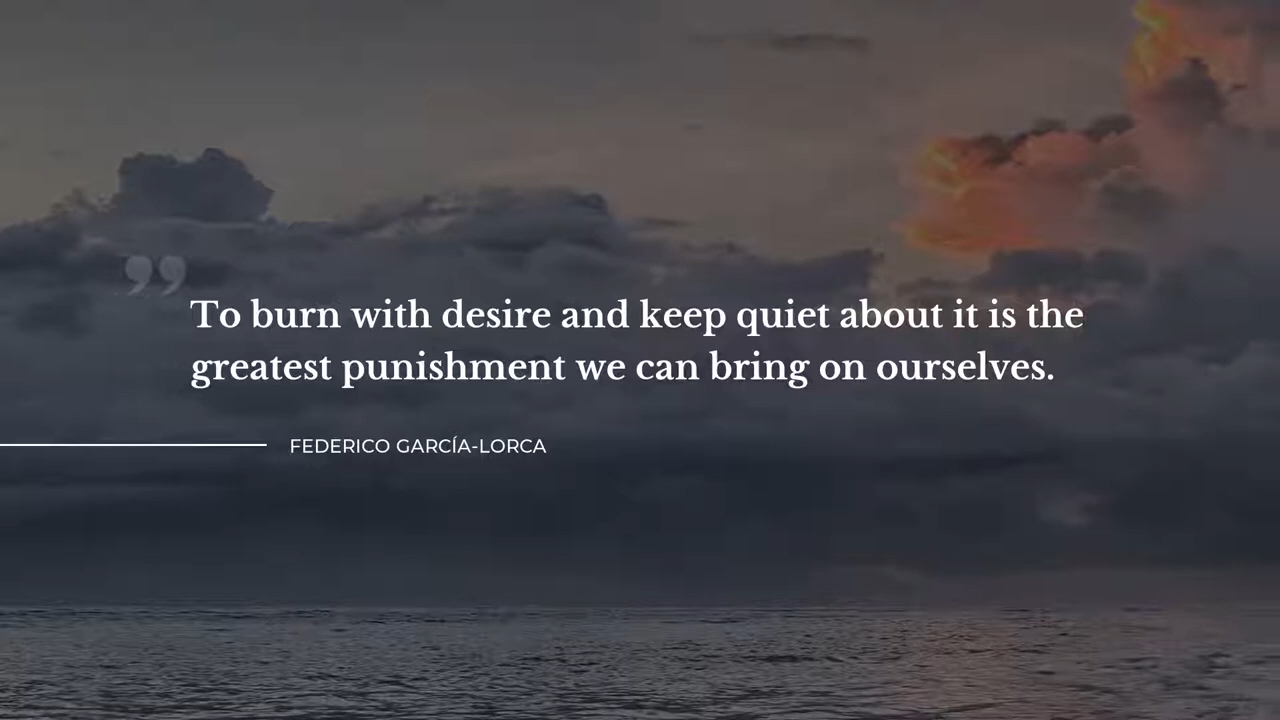 ”
To burn with desire and keep quiet about it is the
greatest punishment we can bring on ourselves.
FEDERICO GARCÍA-LORCA